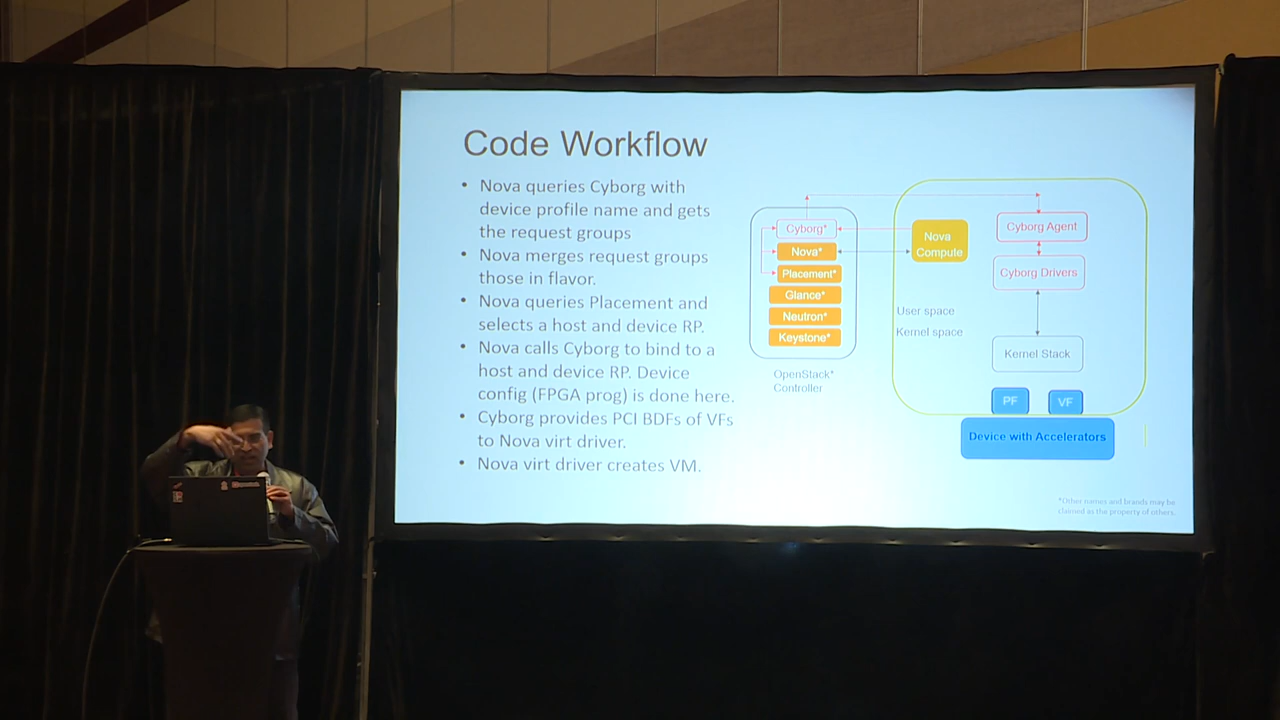 Code Workflow
• Nova queries Cyborg with
device profile name and gets
the request groups
• Nova merges request groups
those in flavor.
• Nova queries Placement and
selects a host and device RP.
• Nova calls Cyborg to bind to a
host and device RP. Device
config (FPGA prog) is done here.
• Cyborg provides PCI BDFs of VFs
to Nova virt driver.
• Nova virt driver creates VM.
Cyborg*
Nova*
Placement*
Glance*
Neutron*
Keystone*
OpenStack*
Controller
Nova
Compute
Cyborg Agent
Cyborg Drivers
User space
Kernel space
Kernel Stack
PF
VF
Device with Accelerators
*Other names and brands may be
claimed as the property of others.